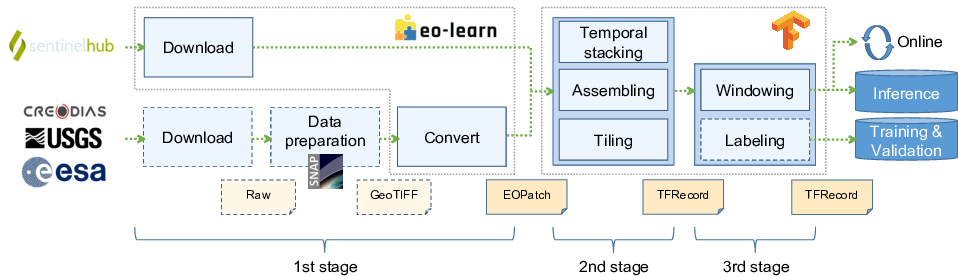 sentinelhub
Download
eo-learn
Temporal
stacking
Online
Assembling
Windowing
Inference
CREODIAS
USGS
esa
Download
Data
preparation
SNAP
Convert
Tiling
Labeling
Training &
Validation
Raw
GeoTIFF
EOPatch
TFRecord
TFRecord
1st stage
2nd stage
3rd stage